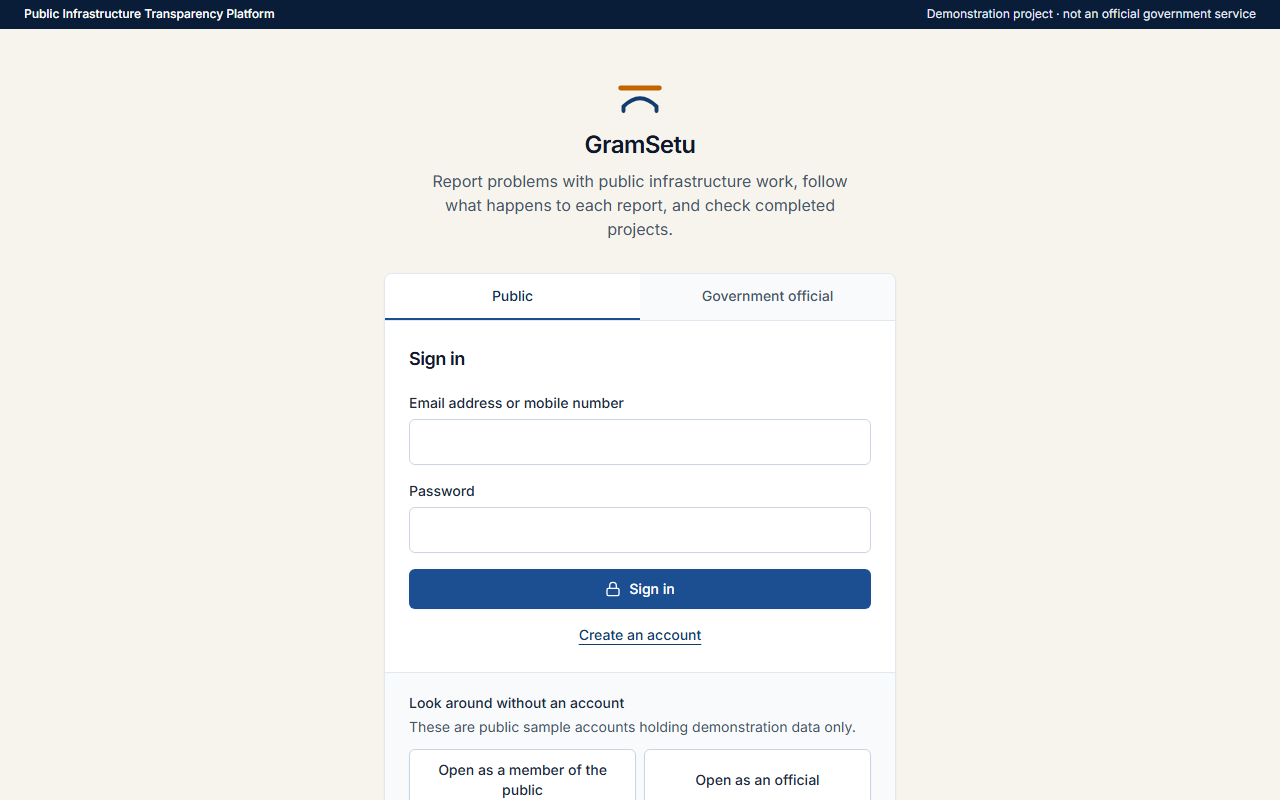 Public Infrastructure Transparency Platform
Demonstration project · not an official government service
GramSetu
Report problems with public infrastructure work, follow
what happens to each report, and check completed
projects.
Public
Government official
Sign in
Email address or mobile number
Password
Sign in
Create an account
Look around without an account
These are public sample accounts holding demonstration data only.
Open as a member of the
public
Open as an official